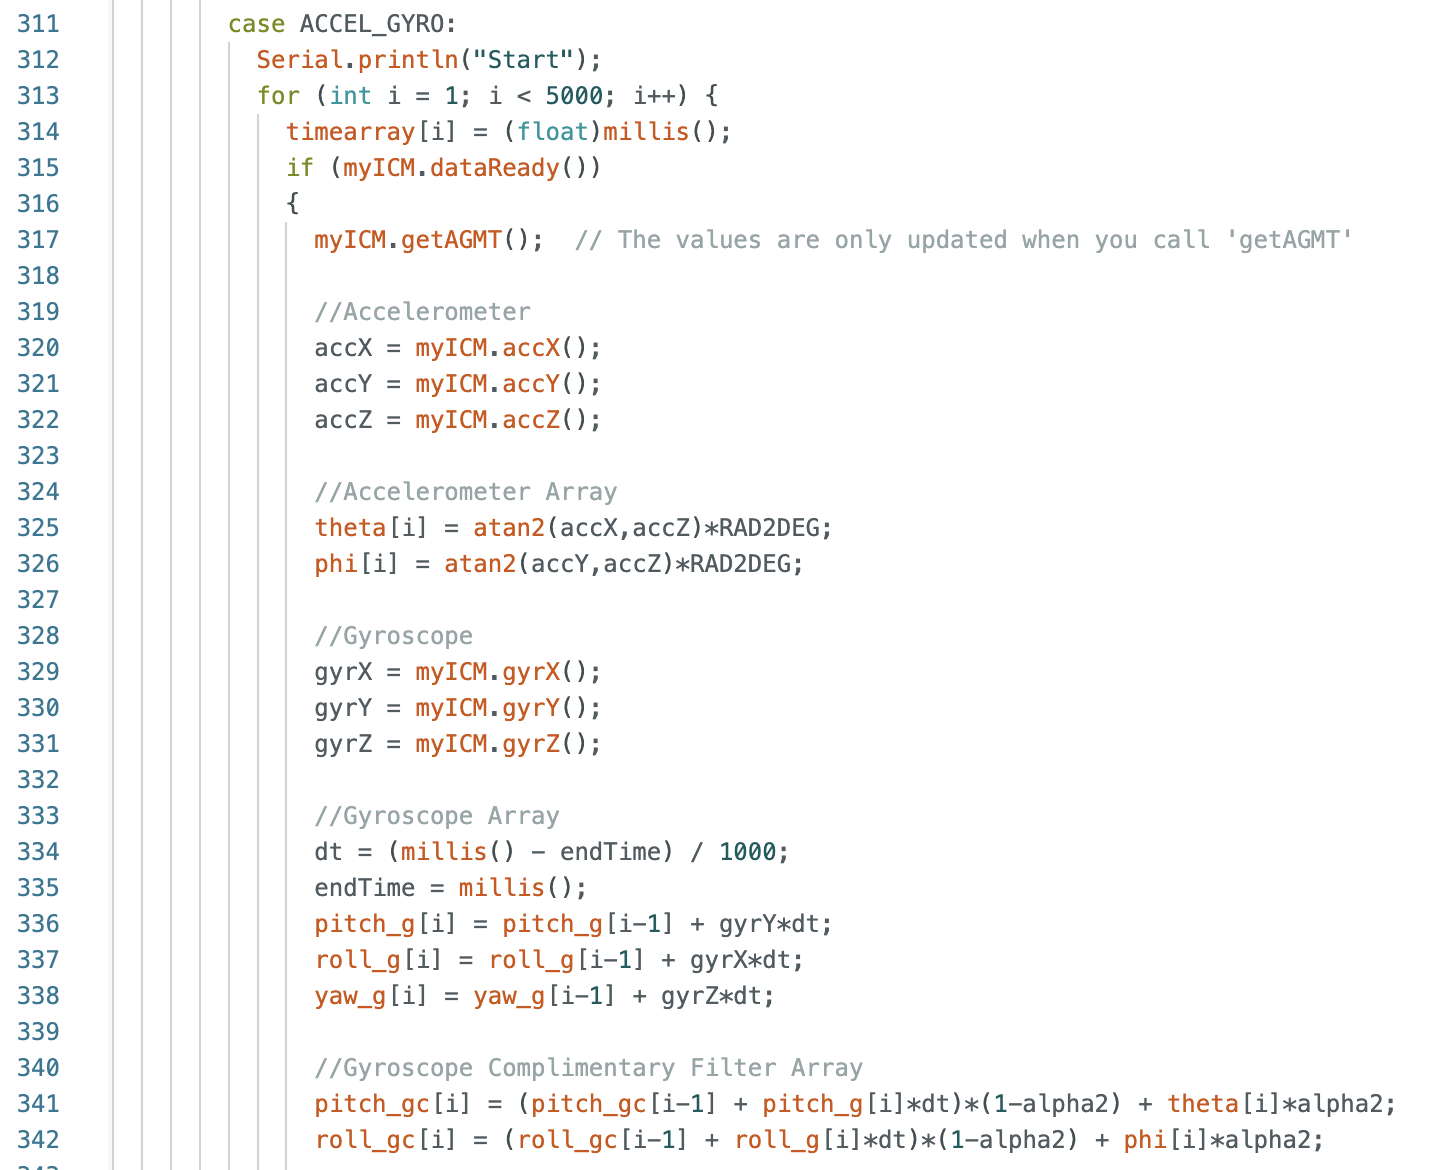 311 case ACCEL_GYRO:
312 Serial.println("Start");
313 for (int i = 1; i < 5000; i++) {
314 timearray[i] = (float)millis();
315 if (myICM.dataReady())
316 {
317 myICM.getAGMT();  // The values are only updated when you call 'getAGMT'
318
319 //Accelerometer
320 accX = myICM.accX();
321 accY = myICM.accY();
322 accZ = myICM.accZ();
323
324 //Accelerometer Array
325 theta[i] = atan2(accX,accZ)*RAD2DEG;
326 phi[i] = atan2(accY,accZ)*RAD2DEG;
327
328 //Gyroscope
329 gyrX = myICM.gyrX();
330 gyrY = myICM.gyrY();
331 gyrZ = myICM.gyrZ();
332
333 //Gyroscope Array
334 dt = (millis() - endTime) / 1000;
335 endTime = millis();
336 pitch_g[i] = pitch_g[i-1] + gyrY*dt;
337 roll_g[i] = roll_g[i-1] + gyrX*dt;
338 yaw_g[i] = yaw_g[i-1] + gyrZ*dt;
339
340 //Gyroscope Complimentary Filter Array
341 pitch_gc[i] = (pitch_gc[i-1] + pitch_g[i]*dt)*(1-alpha2) + theta[i]*alpha2;
342 roll_gc[i] = (roll_gc[i-1] + roll_g[i]*dt)*(1-alpha2) + phi[i]*alpha2;